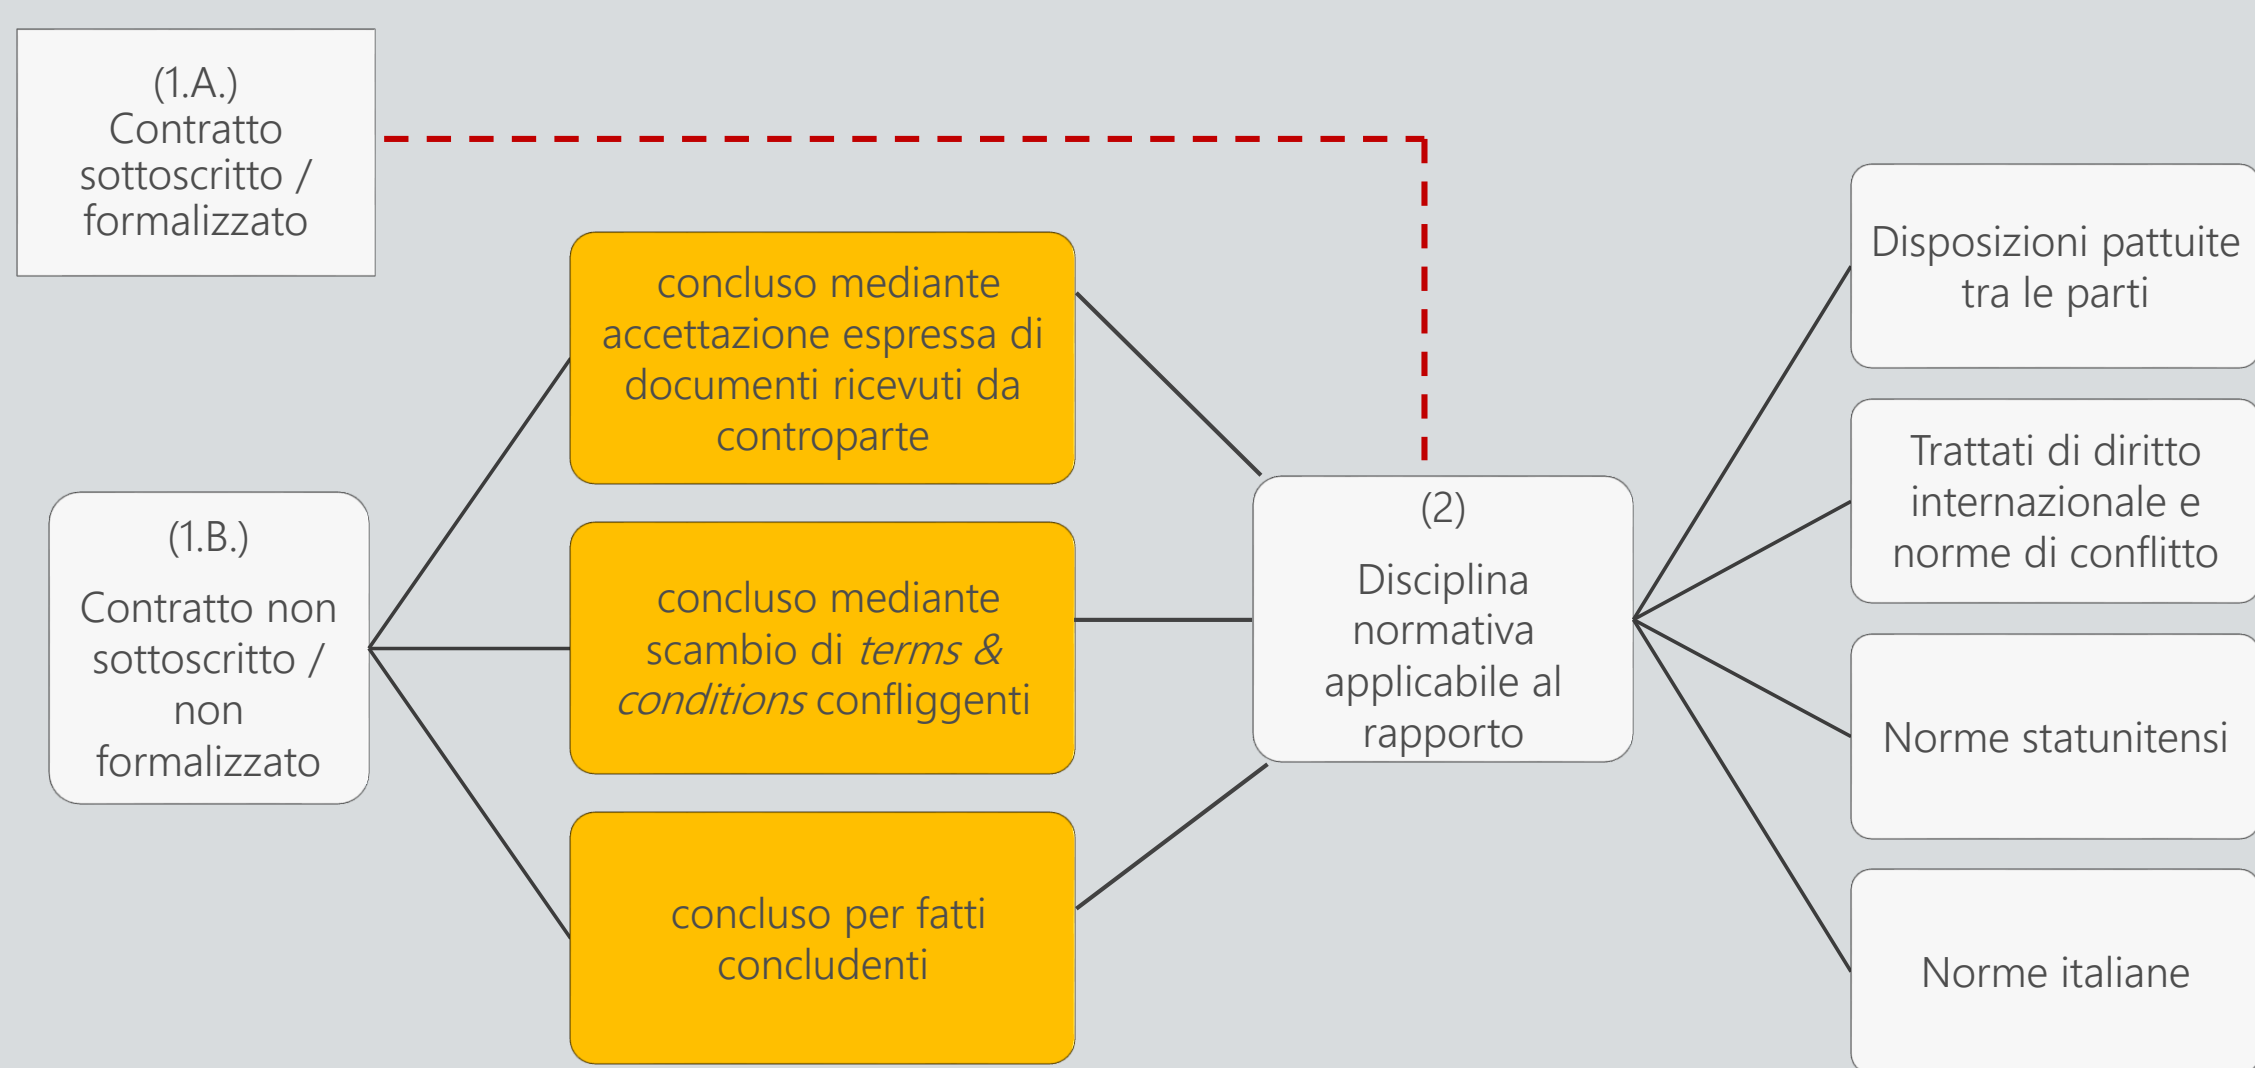 (1.A.)
Contratto
sottoscritto /
formalizzato
(1.B.)
Contratto non
sottoscritto /
non
formalizzato
concluso mediante
accettazione espressa di
documenti ricevuti da
controparte
concluso mediante
scambio di terms &
conditions confliggenti
concluso per fatti
concludenti
(2)
Disciplina
normativa
applicabile al
rapporto
Disposizioni pattuite
tra le parti
Trattati di diritto
internazionale e
norme di conflitto
Norme statunitensi
Norme italiane